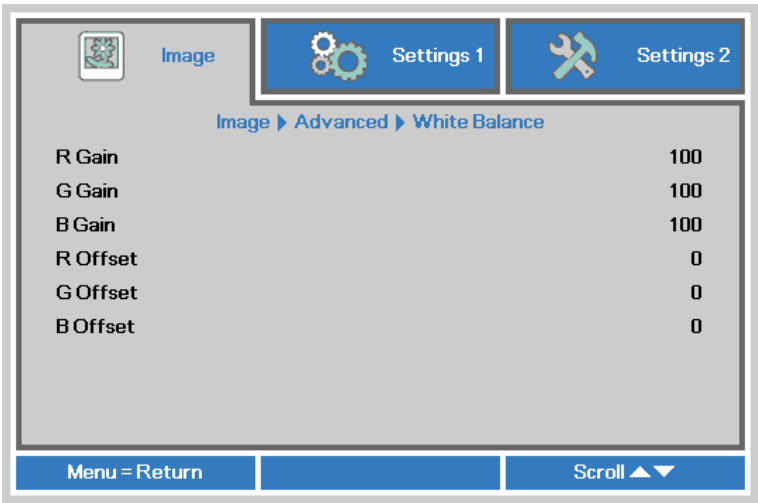 Image
Settings 1
Settings 2
Image ▶ Advanced ▶ White Balance
R Gain 100
G Gain 100
B Gain 100
R Offset 0
G Offset 0
B Offset 0
Menu = Return
Scroll ▲▼